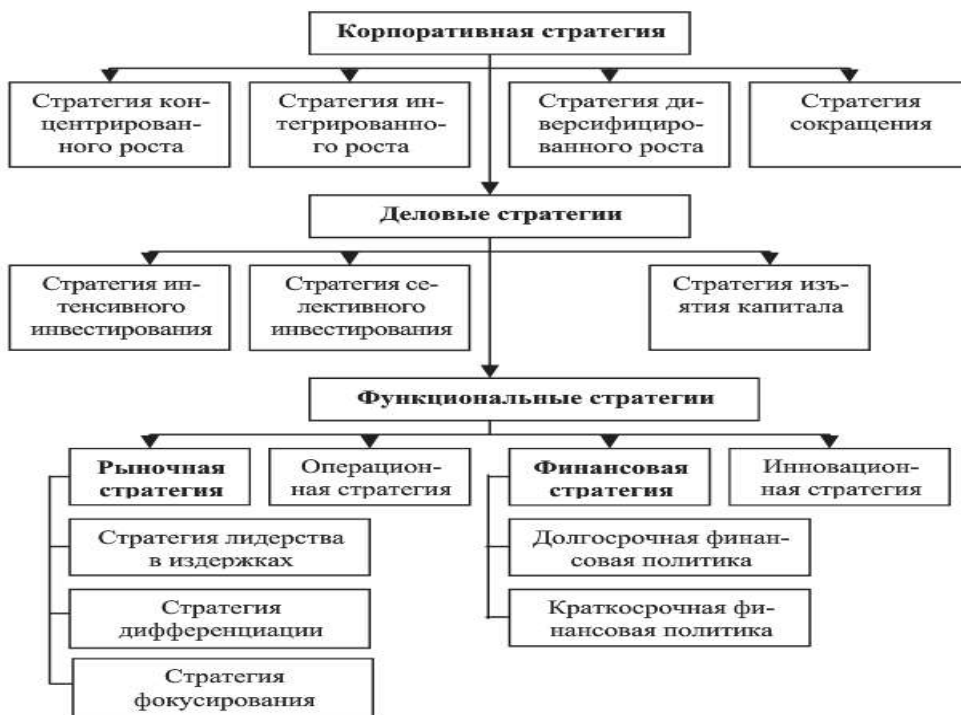 Корпоративная стратегия
Стратегия кон-
центрирован-
ного роста
Стратегия ин-
тегрированно-
го роста
Стратегия ди-
версифициро-
ванного роста
Стратегия
сокращения
Деловые стратегии
Стратегия ин-
тенсивного
инвестирования
Стратегия се-
лективного
инвестирования
Стратегия изъ-
ятия капитала
Функциональные стратегии
Рыночная
стратегия
Операцион-
ная стратегия
Финансовая
стратегия
Инновацион-
ная стратегия
Стратегия лидерства
в издержках
Стратегия
дифференциации
Стратегия
фокусирования
Долгосрочная финан-
совая политика
Краткосрочная фи-
нансовая политика